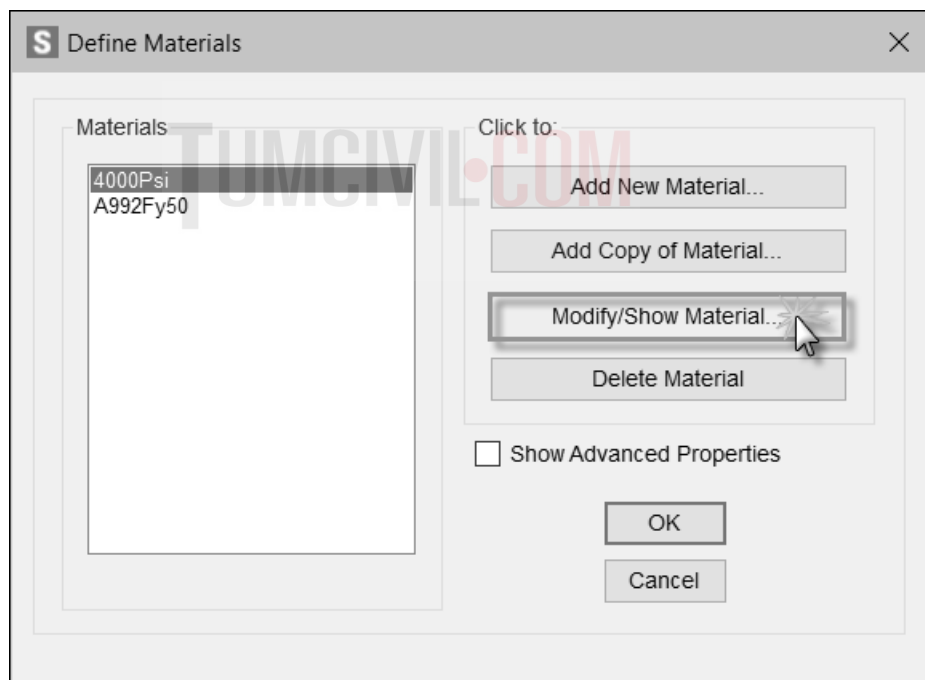 S Define Materials
Materials
4000Psi
A992Fy50
Click to:
Add New Material...
Add Copy of Material...
Modify/Show Material...
Delete Material
Show Advanced Properties
OK
Cancel
TUMCIVIL.COM